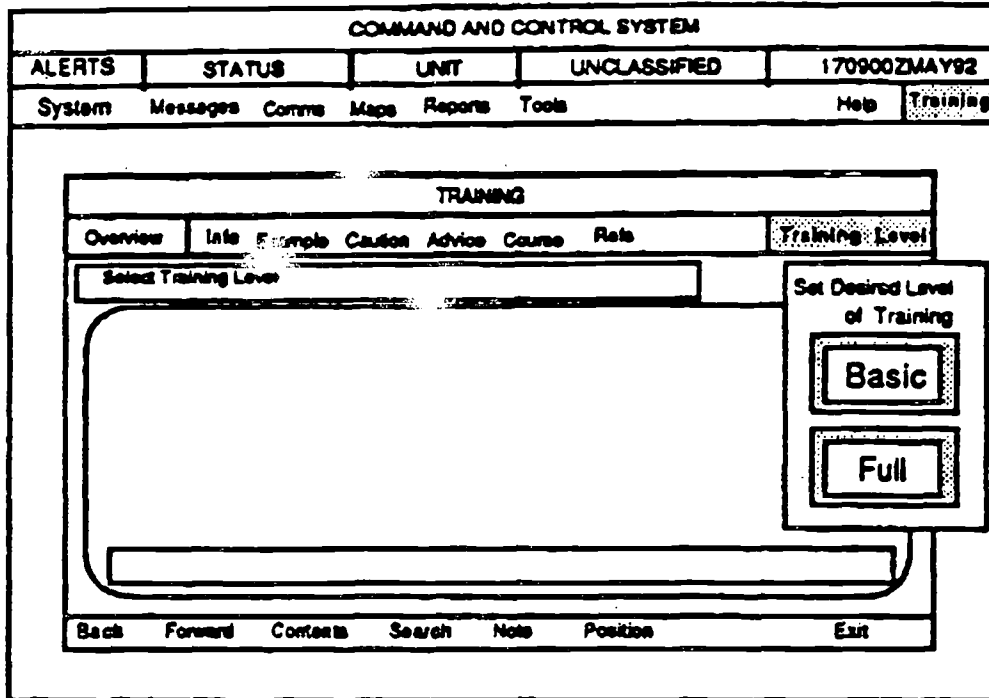 COMMAND AND CONTROL SYSTEM
ALERTS STATUS UNIT UNCLASSIFIED 170900ZMAY92
System Messages Comms Maps Reports Tools Help Training
TRAINING
Overview Info Example Caution Advice Course Training Level
Select Training Level
Set Desired Level
of Training
Basic
Full
Back Forward Contents Search Note Position Exit